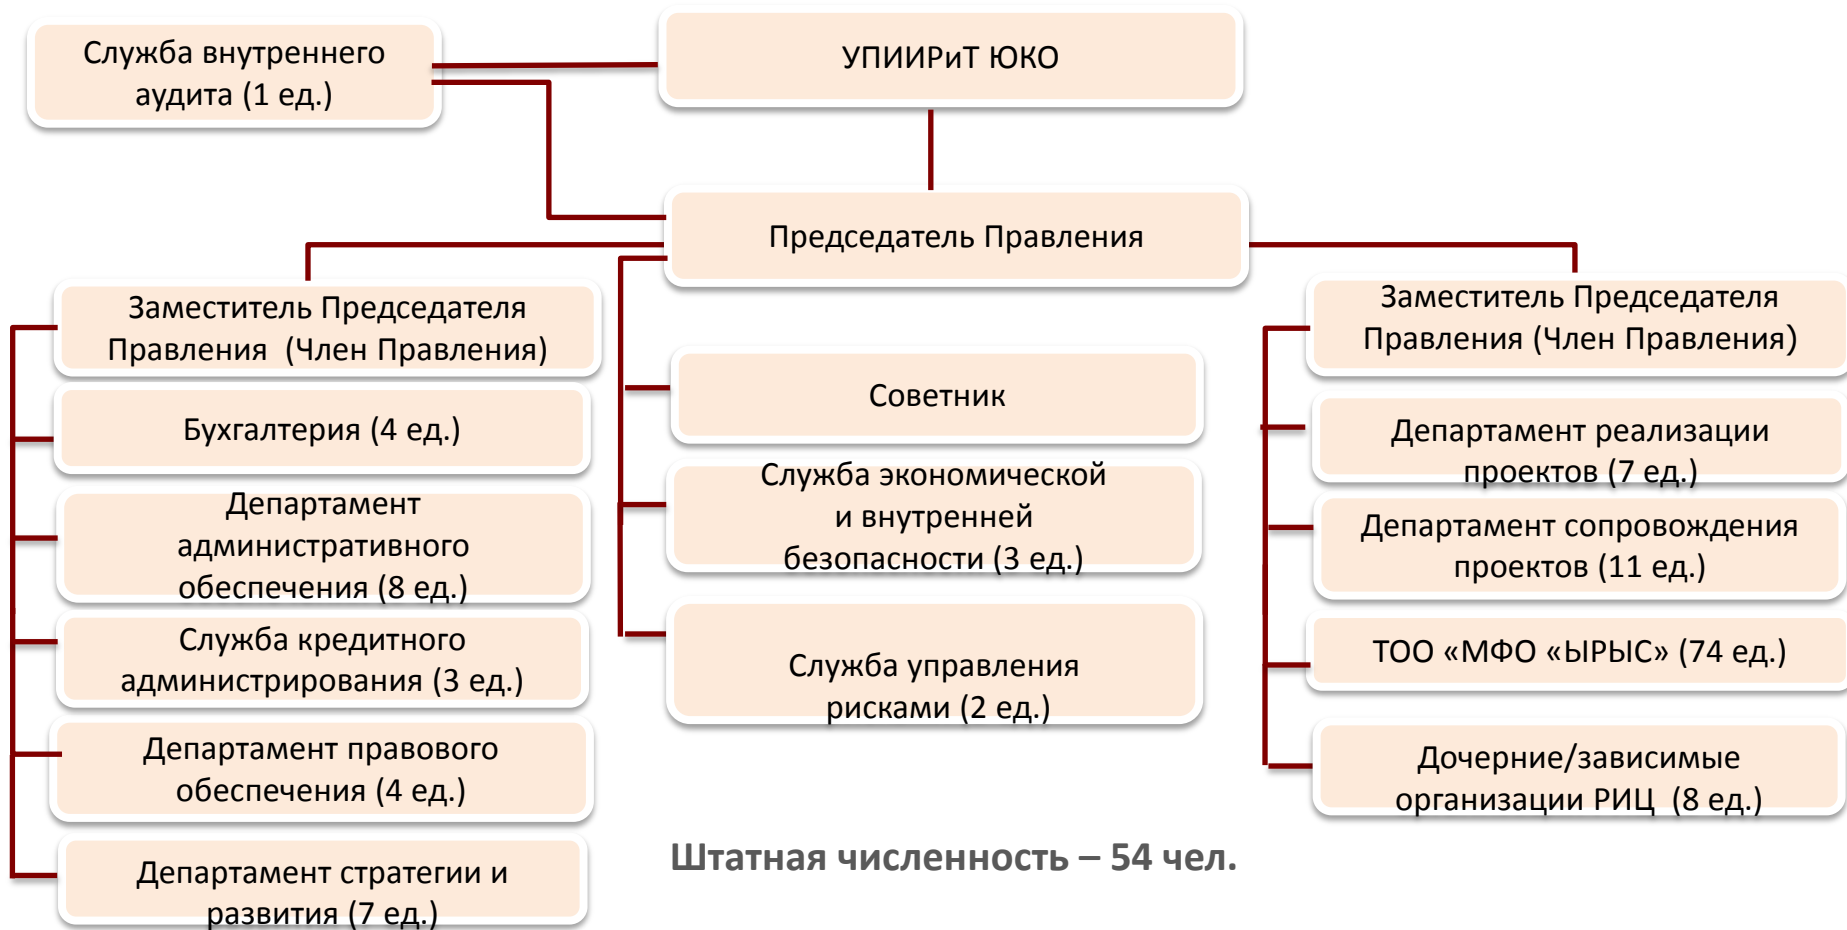 Служба внутреннего
аудита (1 ед.)
УПИИРиТ ЮКО
Председатель Правления
Заместитель Председателя
Правления (Член Правления)
Бухгалтерия (4 ед.)
Департамент
административного
обеспечения (8 ед.)
Служба кредитного
администрирования (3 ед.)
Департамент правового
обеспечения (4 ед.)
Департамент стратегии и
развития (7 ед.)
Советник
Служба экономической
и внутренней
безопасности (3 ед.)
Служба управления
рисками (2 ед.)
Заместитель Председателя
Правления (Член Правления)
Департамент реализации
проектов (7 ед.)
Департамент сопровождения
проектов (11 ед.)
ТОО «МФО «ЫРЫС» (74 ед.)
Дочерние/зависимые
организации РИЦ (8 ед.)
Штатная численность – 54 чел.